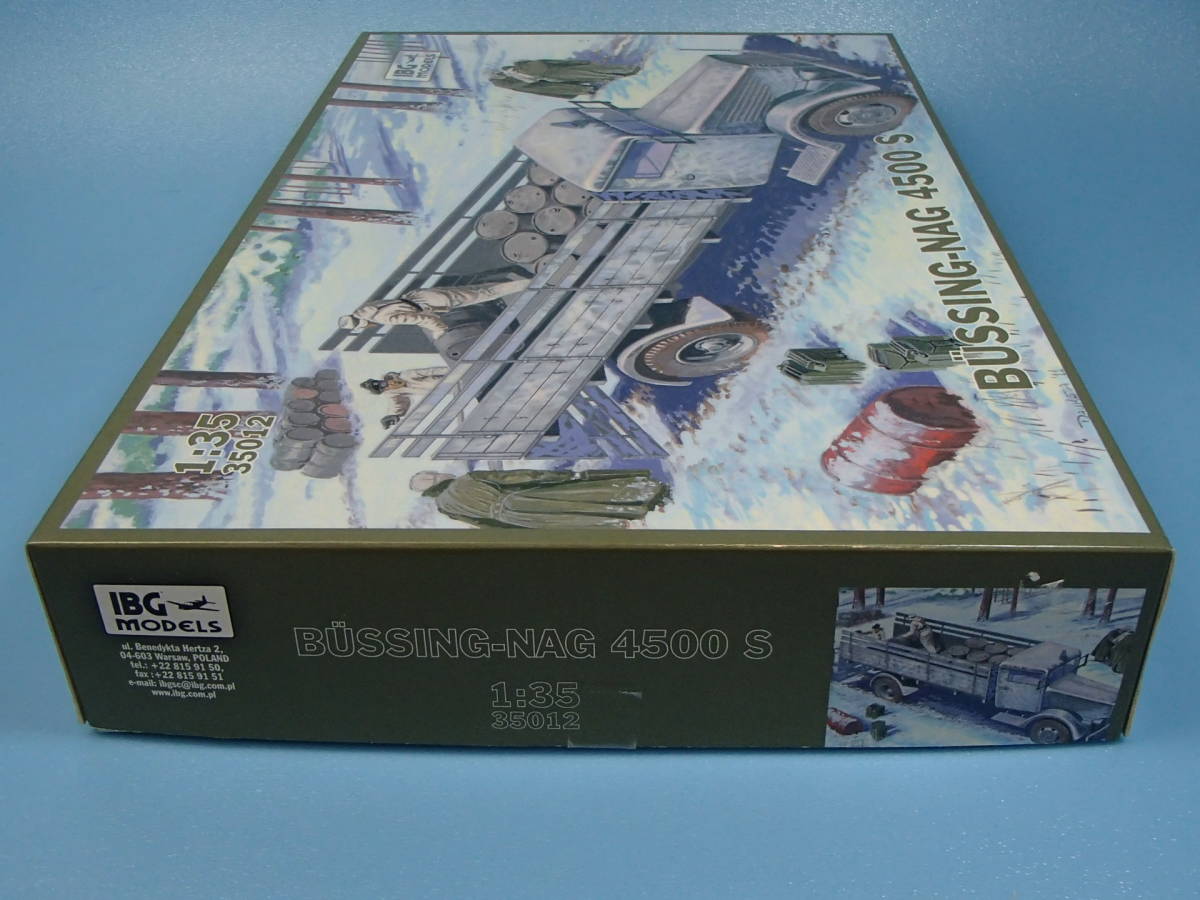 IBG
MODELS
BÜSSING-NAG 4500 S
1:35
35012
IBG
MODELS
ul. Benedykta Hertza 2,
04-603 Warsaw, POLAND
tel.: +22 815 91 50,
fax :+22 815 91 51
e-mail: ibgsc@ibg.com.pl
www.ibg.com.pl
BÜSSING-NAG 4500 S
1:35
35012